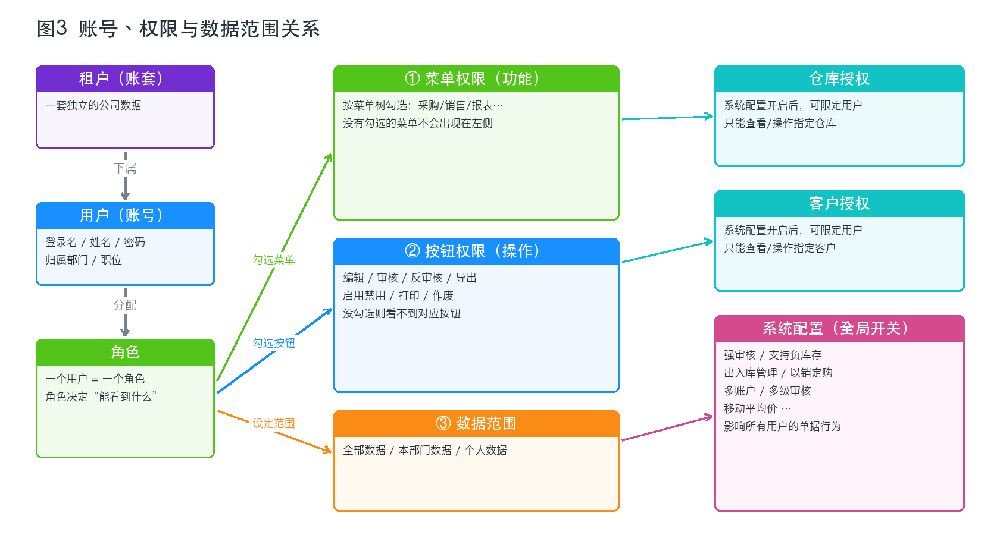 图3 账号、权限与数据范围关系
租户（账套）
一套独立的公司数据
下属
用户（账号）
登录名 / 姓名 / 密码
归属部门 / 职位
分配
角色
一个用户 = 一个角色
角色决定“能看到什么”
勾选菜单
勾选按钮
设定范围
① 菜单权限（功能）
按菜单树勾选：采购/销售/报表…
没有勾选的菜单不会出现在左侧
② 按钮权限（操作）
编辑 / 审核 / 反审核 / 导出
启用禁用 / 打印 / 作废
没勾选则看不到对应按钮
③ 数据范围
全部数据 / 本部门数据 / 个人数据
仓库授权
系统配置开启后，可限定用户
只能查看/操作指定仓库
客户授权
系统配置开启后，可限定用户
只能查看/操作指定客户
系统配置（全局开关）
强审核 / 支持负库存
出入库管理 / 以销定购
多账户 / 多级审核
移动平均价 …
影响所有用户的单据行为